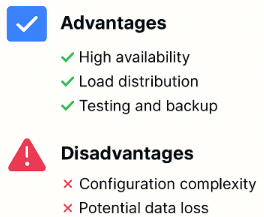 Advantages
High availability
Load distribution
Testing and backup
Disadvantages
Configuration complexity
Potential data loss